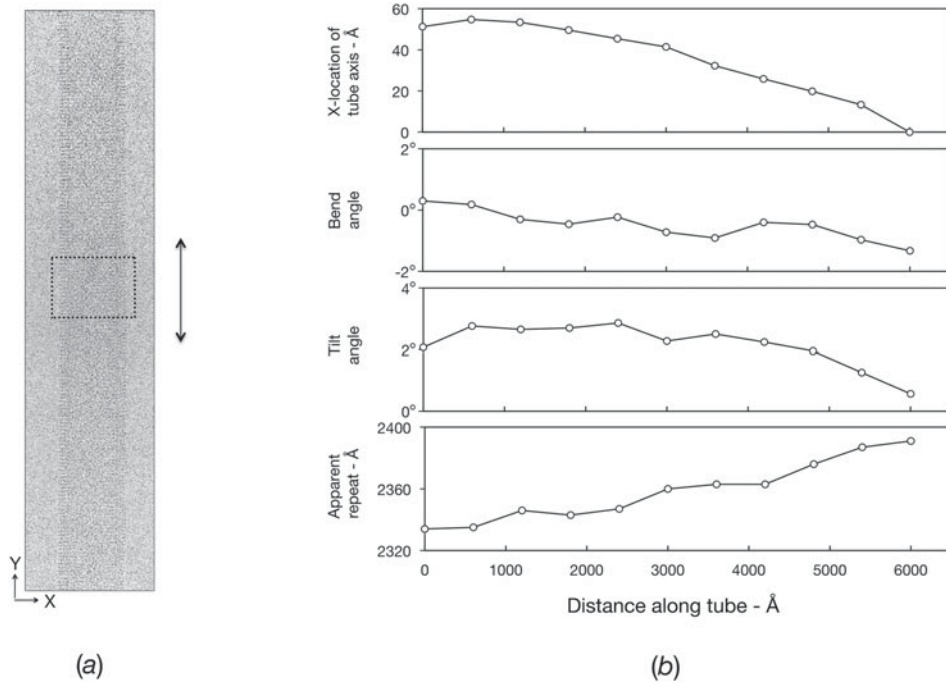 Y
X
(a)
X-location of
tube axis - Å
60
40
20
0
Bend
angle
2°
0°
-2°
Tilt
angle
4°
2°
0°
Apparent
repeat - Å
2400
2360
2320
0 1000 2000 3000 4000 5000 6000
Distance along tube - Å
(b)